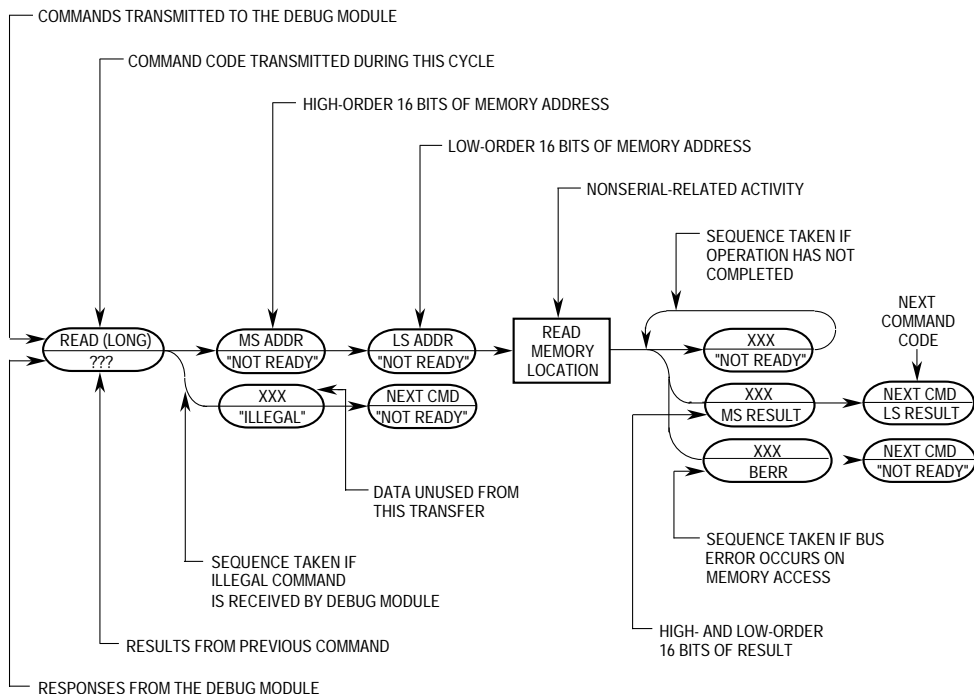 COMMANDS TRANSMITTED TO THE DEBUG MODULE
COMMAND CODE TRANSMITTED DURING THIS CYCLE
HIGH-ORDER 16 BITS OF MEMORY ADDRESS
LOW-ORDER 16 BITS OF MEMORY ADDRESS
NONSERIAL-RELATED ACTIVITY
SEQUENCE TAKEN IF
OPERATION HAS NOT
COMPLETED
NEXT
COMMAND
CODE
READ (LONG)
???
MS ADDR
"NOT READY"
LS ADDR
"NOT READY"
READ
MEMORY
LOCATION
XXX
"NOT READY"
XXX
"ILLEGAL"
NEXT CMD
"NOT READY"
XXX
MS RESULT
NEXT CMD
LS RESULT
XXX
BERR
NEXT CMD
"NOT READY"
DATA UNUSED FROM
THIS TRANSFER
SEQUENCE TAKEN IF
ILLEGAL COMMAND
IS RECEIVED BY DEBUG MODULE
SEQUENCE TAKEN IF BUS
ERROR OCCURS ON
MEMORY ACCESS
HIGH- AND LOW-ORDER
16 BITS OF RESULT
RESULTS FROM PREVIOUS COMMAND
RESPONSES FROM THE DEBUG MODULE